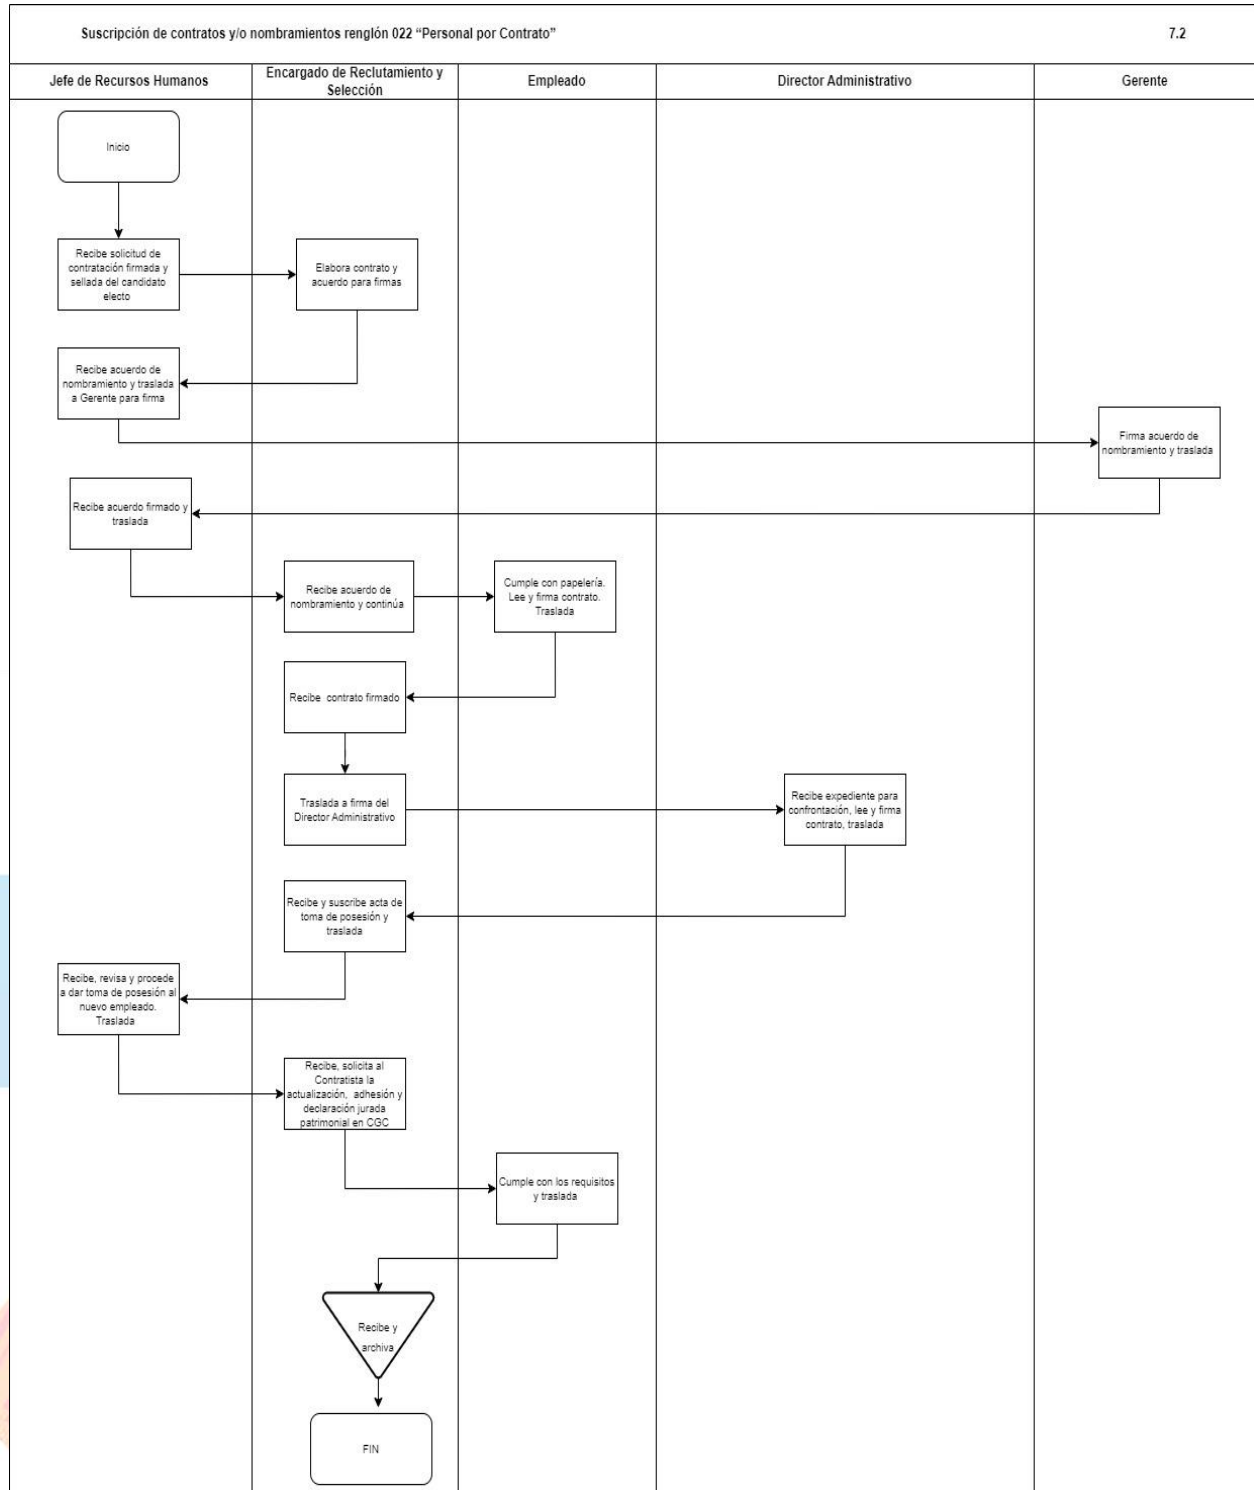 Suscripción de contratos y/o nombramientos renglón 022 “Personal por Contrato”
7.2
Jefe de Recursos Humanos
Encargado de Reclutamiento y
Selección
Empleado
Director Administrativo
Gerente
Inicio
Recibe solicitud de
contratación firmada y
sellada del candidato
electo
Elabora contrato y
acuerdo para firmas
Recibe acuerdo de
nombramiento y traslada
a Gerente para firma
Firma acuerdo de
nombramiento y traslada
Recibe acuerdo firmado y
traslada
Recibe acuerdo de
nombramiento y continúa
Cumple con papelería.
Lee y firma contrato.
Traslada
Recibe contrato firmado
Traslada a firma del
Director Administrativo
Recibe expediente para
confrontación, lee y firma
contrato, traslada
Recibe y suscribe acta de
toma de posesión y
traslada
Recibe, revisa y procede
a dar toma de posesión al
nuevo empleado.
Traslada
Recibe, solicita al
Contratista la
actualización, adhesión y
declaración jurada
patrimonial en CGC
Cumple con los requisitos
y traslada
Recibe y
archiva
FIN